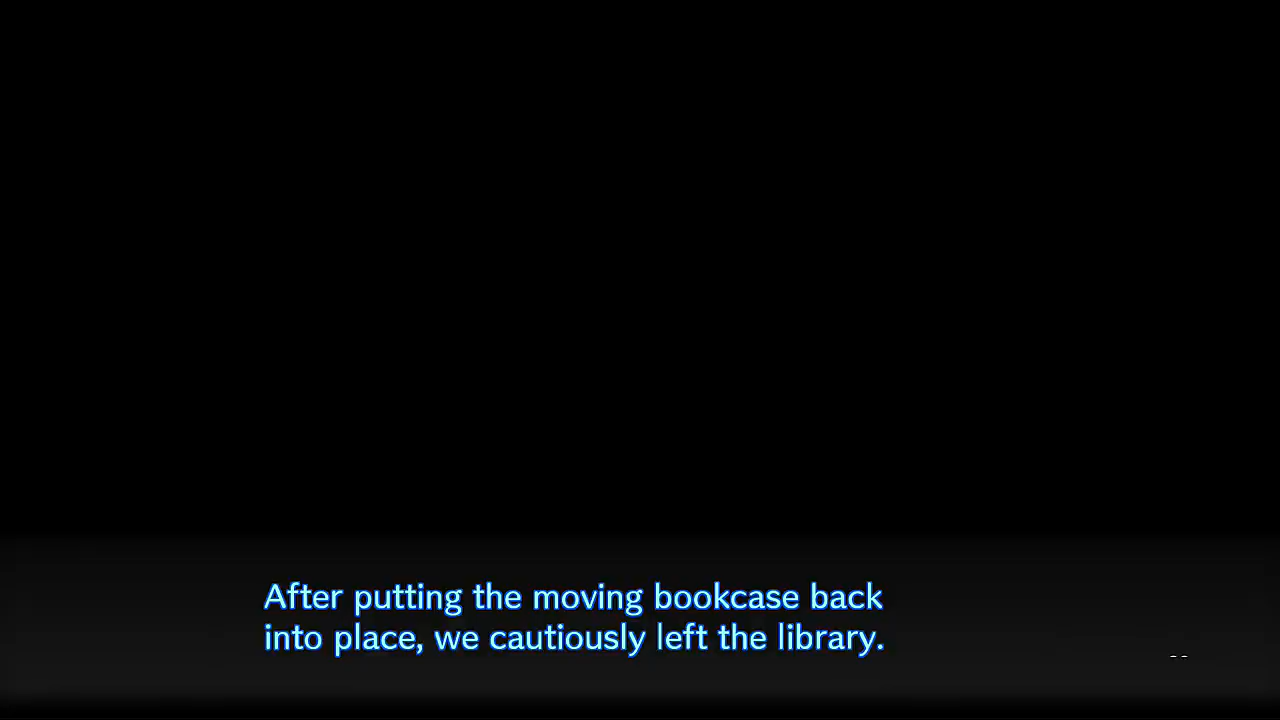 After putting the moving bookcase back
into place, we cautiously left the library.